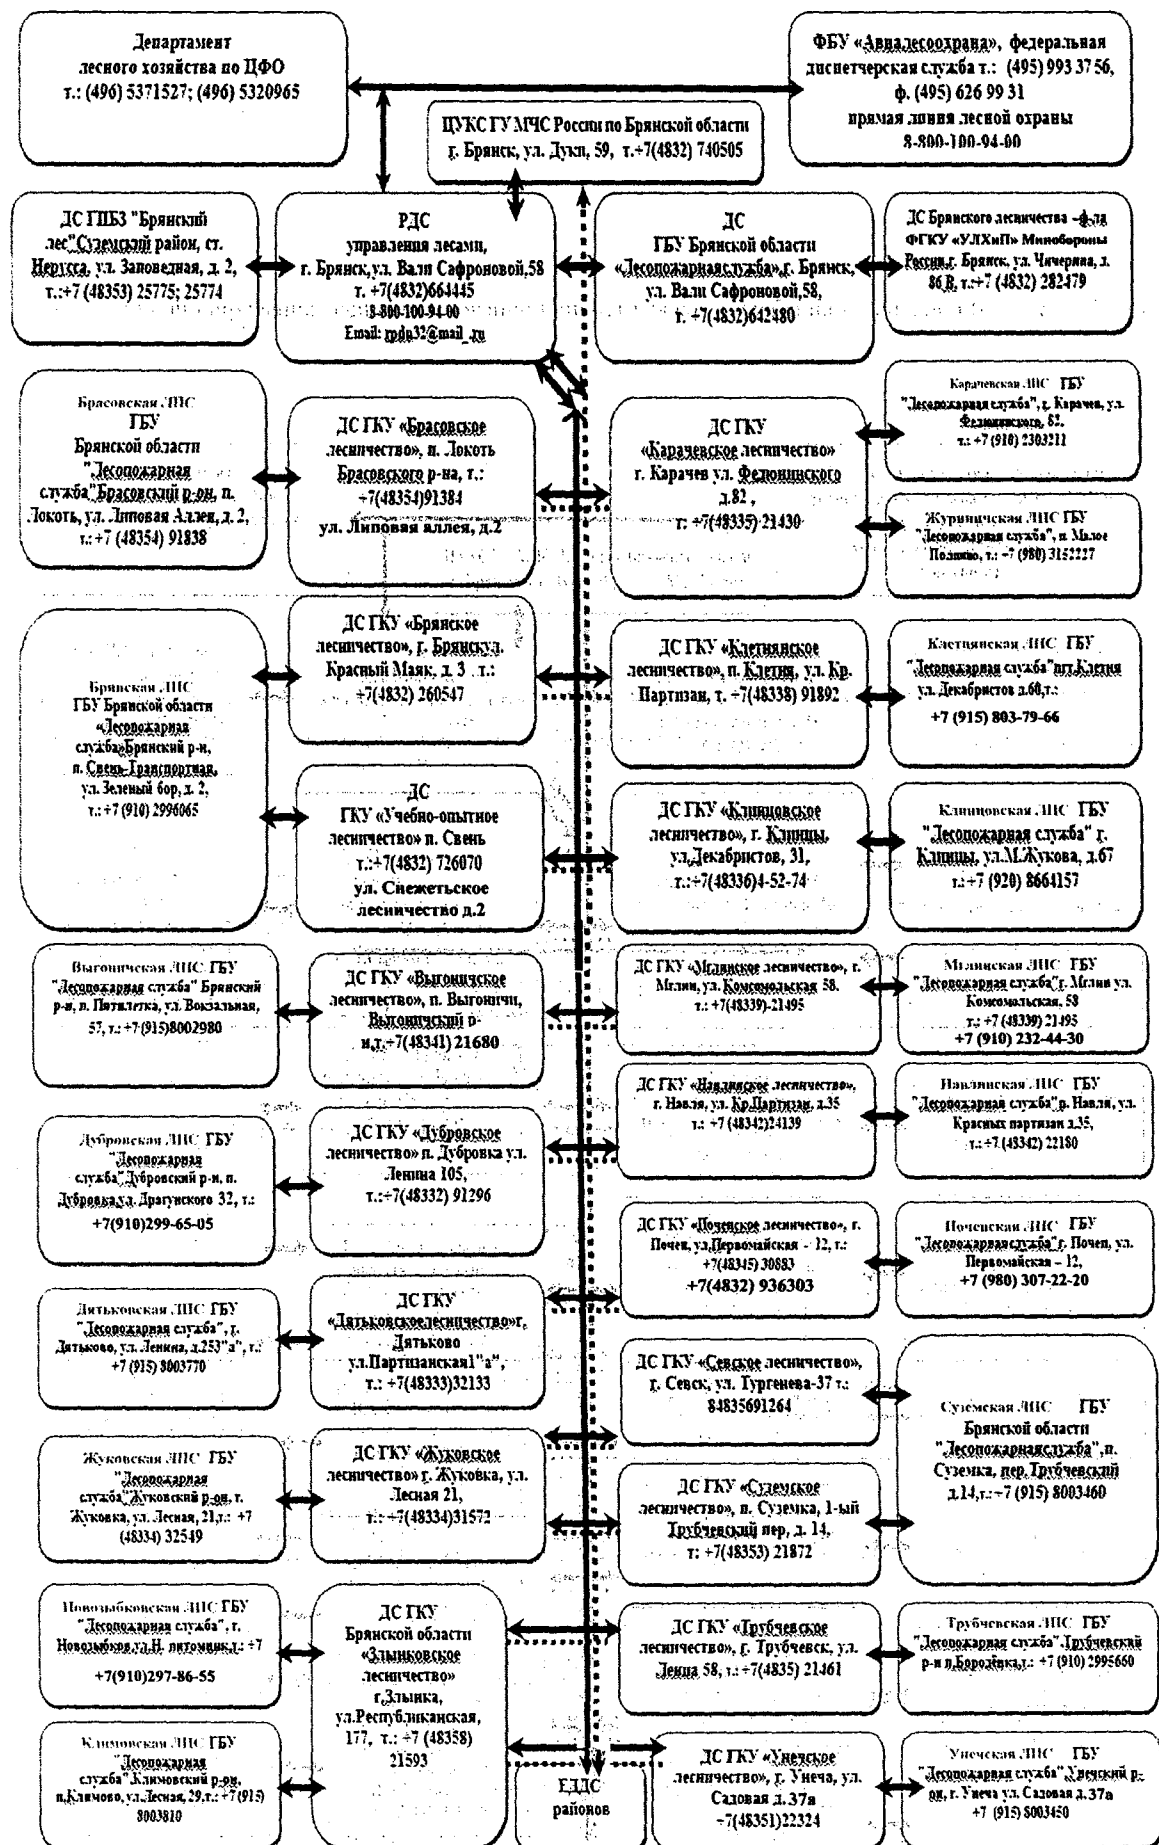 Департамент
лесного хозяйства по ЦФО
т.: (496) 5371527; (496) 5320965
ФБУ «Авиалесоохрана», федеральная
диспетчерская служба т.: (495) 993 37 56,
ф. (495) 626 99 31
прямая линия лесной охраны
8-800-100-94-00
ЦУКС ГУ МЧС России по Брянской области
г. Брянск, ул. Дуки, 59, т.+7(4832) 740505
ДС ГПБЗ "Брянский
лес"Суземский район, ст.
Нерусса, ул. Заповедная, д. 2,
т.:+7 (48353) 25775; 25774
РДС
управления лесами,
г. Брянск,ул. Вали Сафроновой,58
т. +7(4832)664445
8-800-100-94-00
Email: rpdu32@mail_.ru
ДС
ГБУ Брянской области
«Лесопожарнаяслужба», г. Брянск,
ул. Вали Сафроновой,58,
т. +7(4832)642480
ДС Брянского лесничества -ф-ла
ФГКУ «УЛХиП» Минобороны
России,г. Брянск, ул. Чичерина, д.
86 В, т.:+7 (4832) 282479
Брасовская ЛПС
ГБУ
Брянской области
"Лесопожарная
служба"Брасовский р-он, п.
Локоть, ул. Липовая Аллея, д. 2,
т.:+7 (48354) 91838
ДС ГКУ «Брасовское
лесничество», п. Локоть
Брасовского р-на, т.:
+7(48354)91384
ул. Липовая аллея, д.2
ДС ГКУ
«Карачевское лесничество»
г. Карачев ул. Федюнинского
д.82 ,
т: +7(48335) 21430
Карачевская ЛПС ГБУ
"Лесопожарная служба", г. Карачев, ул.
Федюнинского, 82,
т.: +7 (910) 2303211
Журиничская ЛПС ГБУ
"Лесопожарная служба", п. Малое
Полпино, т.: +7 (980) 3152227
Брянская ЛПС
ГБУ Брянской области
«Лесопожарная
служба»Брянский р-н,
п. Свень-Транспортная,
ул. Зеленый бор, д. 2,
т.: +7 (910) 2996065
ДС ГКУ «Брянское
лесничество», г. Брянскул.
Красный Маяк, д. 3 т.:
+7(4832) 260547
ДС ГКУ «Клетнянское
лесничество», п. Клетня, ул. Кр.
Партизан, т. +7(48338) 91892
Клетнянская ЛПС ГБУ
"Лесопожарная служба"пгт.Клетня
ул. Декабристов д.60,т.:
+7 (915) 803-79-66
ДС
ГКУ «Учебно-опытное
лесничество» п. Свень
т.:+7(4832) 726070
ул. Снежетьское
лесничество д.2
ДС ГКУ «Клинцовское
лесничество», г. Клинцы,
ул.Декабристов, 31,
т.:+7(48336)4-52-74
Клинцовская ЛПС ГБУ
"Лесопожарная служба" г.
Клинцы, ул.М.Жукова, д.67
т.:+7 (920) 8664157
Выгоничская ЛПС ГБУ
"Лесопожарная служба" Брянский
р-н, п. Пятилетка, ул. Вокзальная,
57, т.: +7 (915)8002980
ДС ГКУ «Выгоничское
лесничество», п. Выгоничи,
Выгоничский р-
н,т.+7(48341) 21680
ДС ГКУ «Мглинское лесничество», г.
Мглин, ул. Комсомольская 58.
т.: +7(48339)-21495
Мглинская ЛПС ГБУ
"Лесопожарная служба"г. Мглин ул.
Комсомольская, 58
т.: +7 (48339) 21495
+7 (910) 232-44-30
ДС ГКУ «Навлинское лесничество»,
г. Навля, ул. Кр.Партизан, д.35
т.: +7 (48342)24139
Навлинская ЛПС ГБУ
"Лесопожарная служба"п. Навля, ул.
Красных партизан д.35,
т.: +7 (48342) 22180
Дубровская ЛПС ГБУ
"Лесопожарная
служба"Дубровский р-н, п.
Дубровка,ул. Драгунского 32, т.:
+7(910)299-65-05
ДС ГКУ «Дубровское
лесничество» п. Дубровка ул.
Ленина 105,
т.:+7(48332) 91296
ДС ГКУ «Почепское лесничество», г.
Почеп, ул.Первомайская – 12, т.:
+7(48345) 30883
+7(4832) 936303
Почепская ЛПС ГБУ
"Лесопожарнаяслужба"г. Почеп, ул.
Первомайская – 12,
+7 (980) 307-22-20
Дятьковская ЛПС ГБУ
"Лесопожарная служба", г.
Дятьково, ул. Ленина, д.253"а", т.:
+7 (915) 8003770
ДС ГКУ
«Дятьковскоелесничество»г.
Дятьково
ул.Партизанская1"а",
т.: +7(48333)32133
ДС ГКУ «Севское лесничество»,
г. Севск, ул. Тургенева-37 т.:
84835691264
Суземская ЛПС ГБУ
Брянской области
"Лесопожарнаяслужба", п.
Суземка, пер. Трубчевский
д.14,т.:+7 (915) 8003460
Жуковская ЛПС ГБУ
"Лесопожарная
служба"Жуковский р-он, г.
Жуковка, ул. Лесная, 21,т.: +7
(48334) 32549
ДС ГКУ «Жуковское
лесничество» г. Жуковка, ул.
Лесная 21,
т.: +7(48334)31572
ДС ГКУ «Суземское
лесничество», п. Суземка, 1-ый
Трубчевский пер, д. 14,
т: +7(48353) 21872
Новозыбковская ЛПС ГБУ
"Лесопожарная служба", г.
Новозыбков,ул.Н. питомник,т.: +7
+7(910)297-86-55
ДС ГКУ
Брянской области
«Злынковское
лесничество»
г.Злынка,
ул.Республиканская,
177, т.: +7 (48358)
21593
ДС ГКУ «Трубчевское
лесничество», г. Трубчевск, ул.
Ленина 58, т.:+7(4835) 21461
Трубчевская ЛПС ГБУ
"Лесопожарная служба".Трубчевский
р-н п.Бородёнка,т.: +7 (910) 2995660
Климовская ЛПС ГБУ
"Лесопожарная
служба".Климовский р-он,
п.Климово, ул.Лесная, 29,т.: +7 (915)
8003810
ЕДДС
районов
ДС ГКУ «Унечское
лесничество», г. Унеча, ул.
Садовая д.37а
+7(48351)22324
Унечская ЛПС ГБУ
"Лесопожарная служба".Унечский р-
он, г. Унеча ул. Садовая д.37а
+7 (915) 8003450